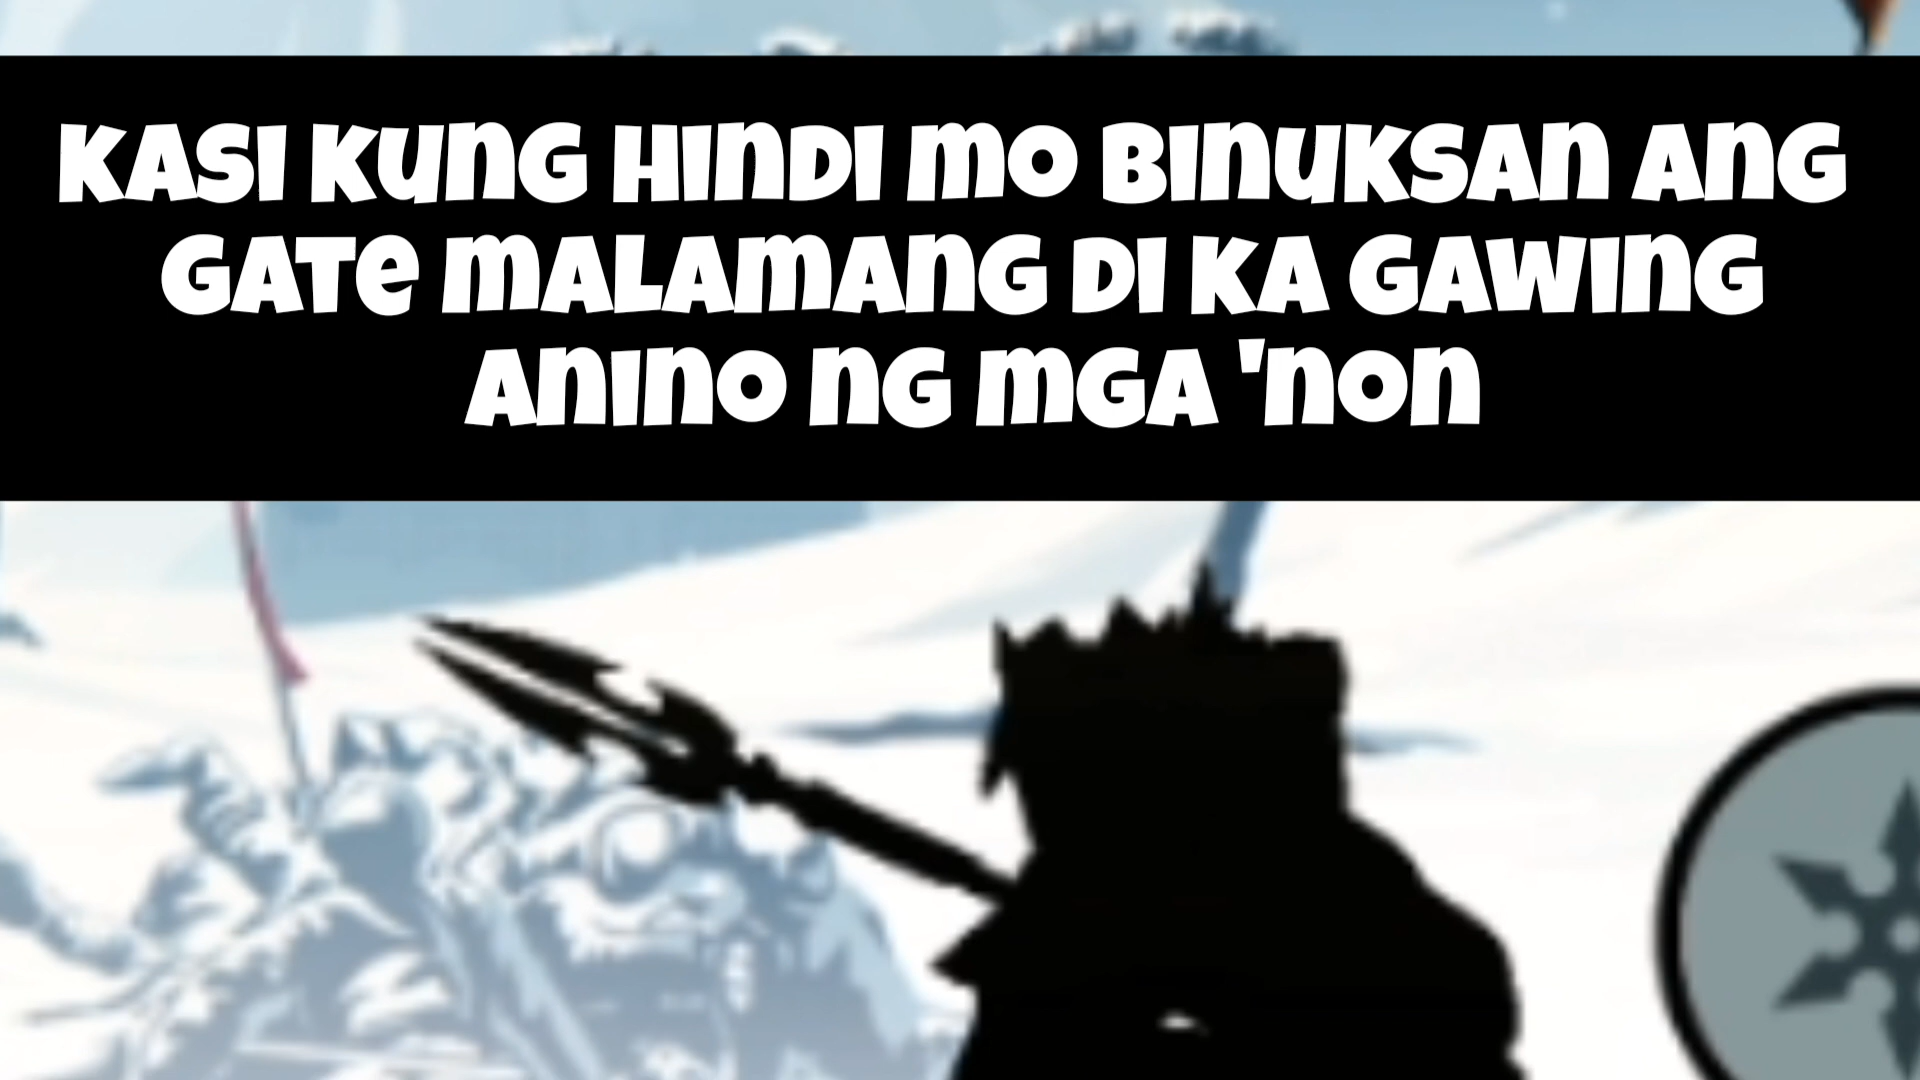 KASI KUNG HINDI MO BINUKSAN ANG
GATE MALAMANG DI KA GAWING
ANINO NG MGA 'NON